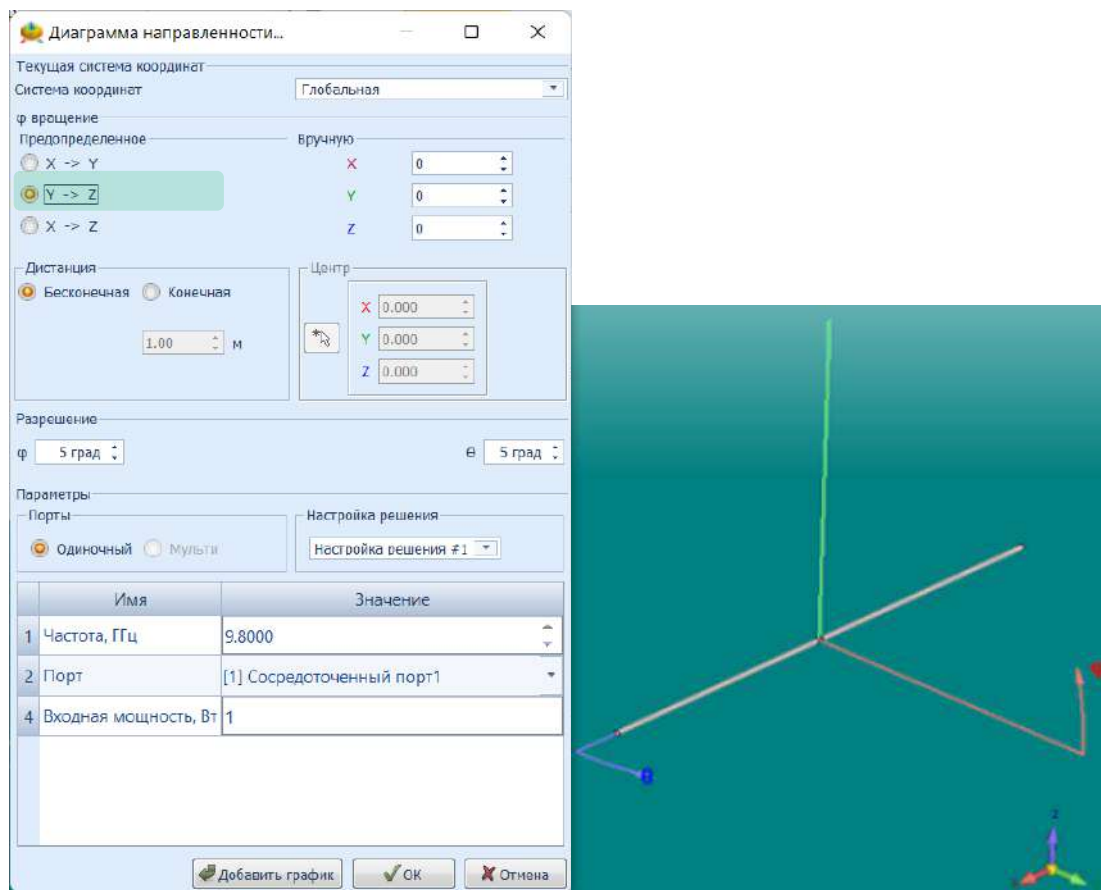 Диаграмма направленности...
Текущая система координат
Система координат Глобальная
φ вращение
Предопределенное Вручную
X -> Y X 0
Y -> Z Y 0
X -> Z Z 0
Дистанция Центр
Бесконечная Конечная
X 0.000
1.00 м Y 0.000
Z 0.000
Разрешение
φ 5 град θ 5 град
Параметры
Порты Настройка решения
Одиночный Мульти Настройка решения #1
Имя Значение
1 Частота, ГГц 9.8000
2 Порт [1] Сосредоточенный порт1
4 Входная мощность, Вт 1
Добавить график ОК Отмена
θ
Z